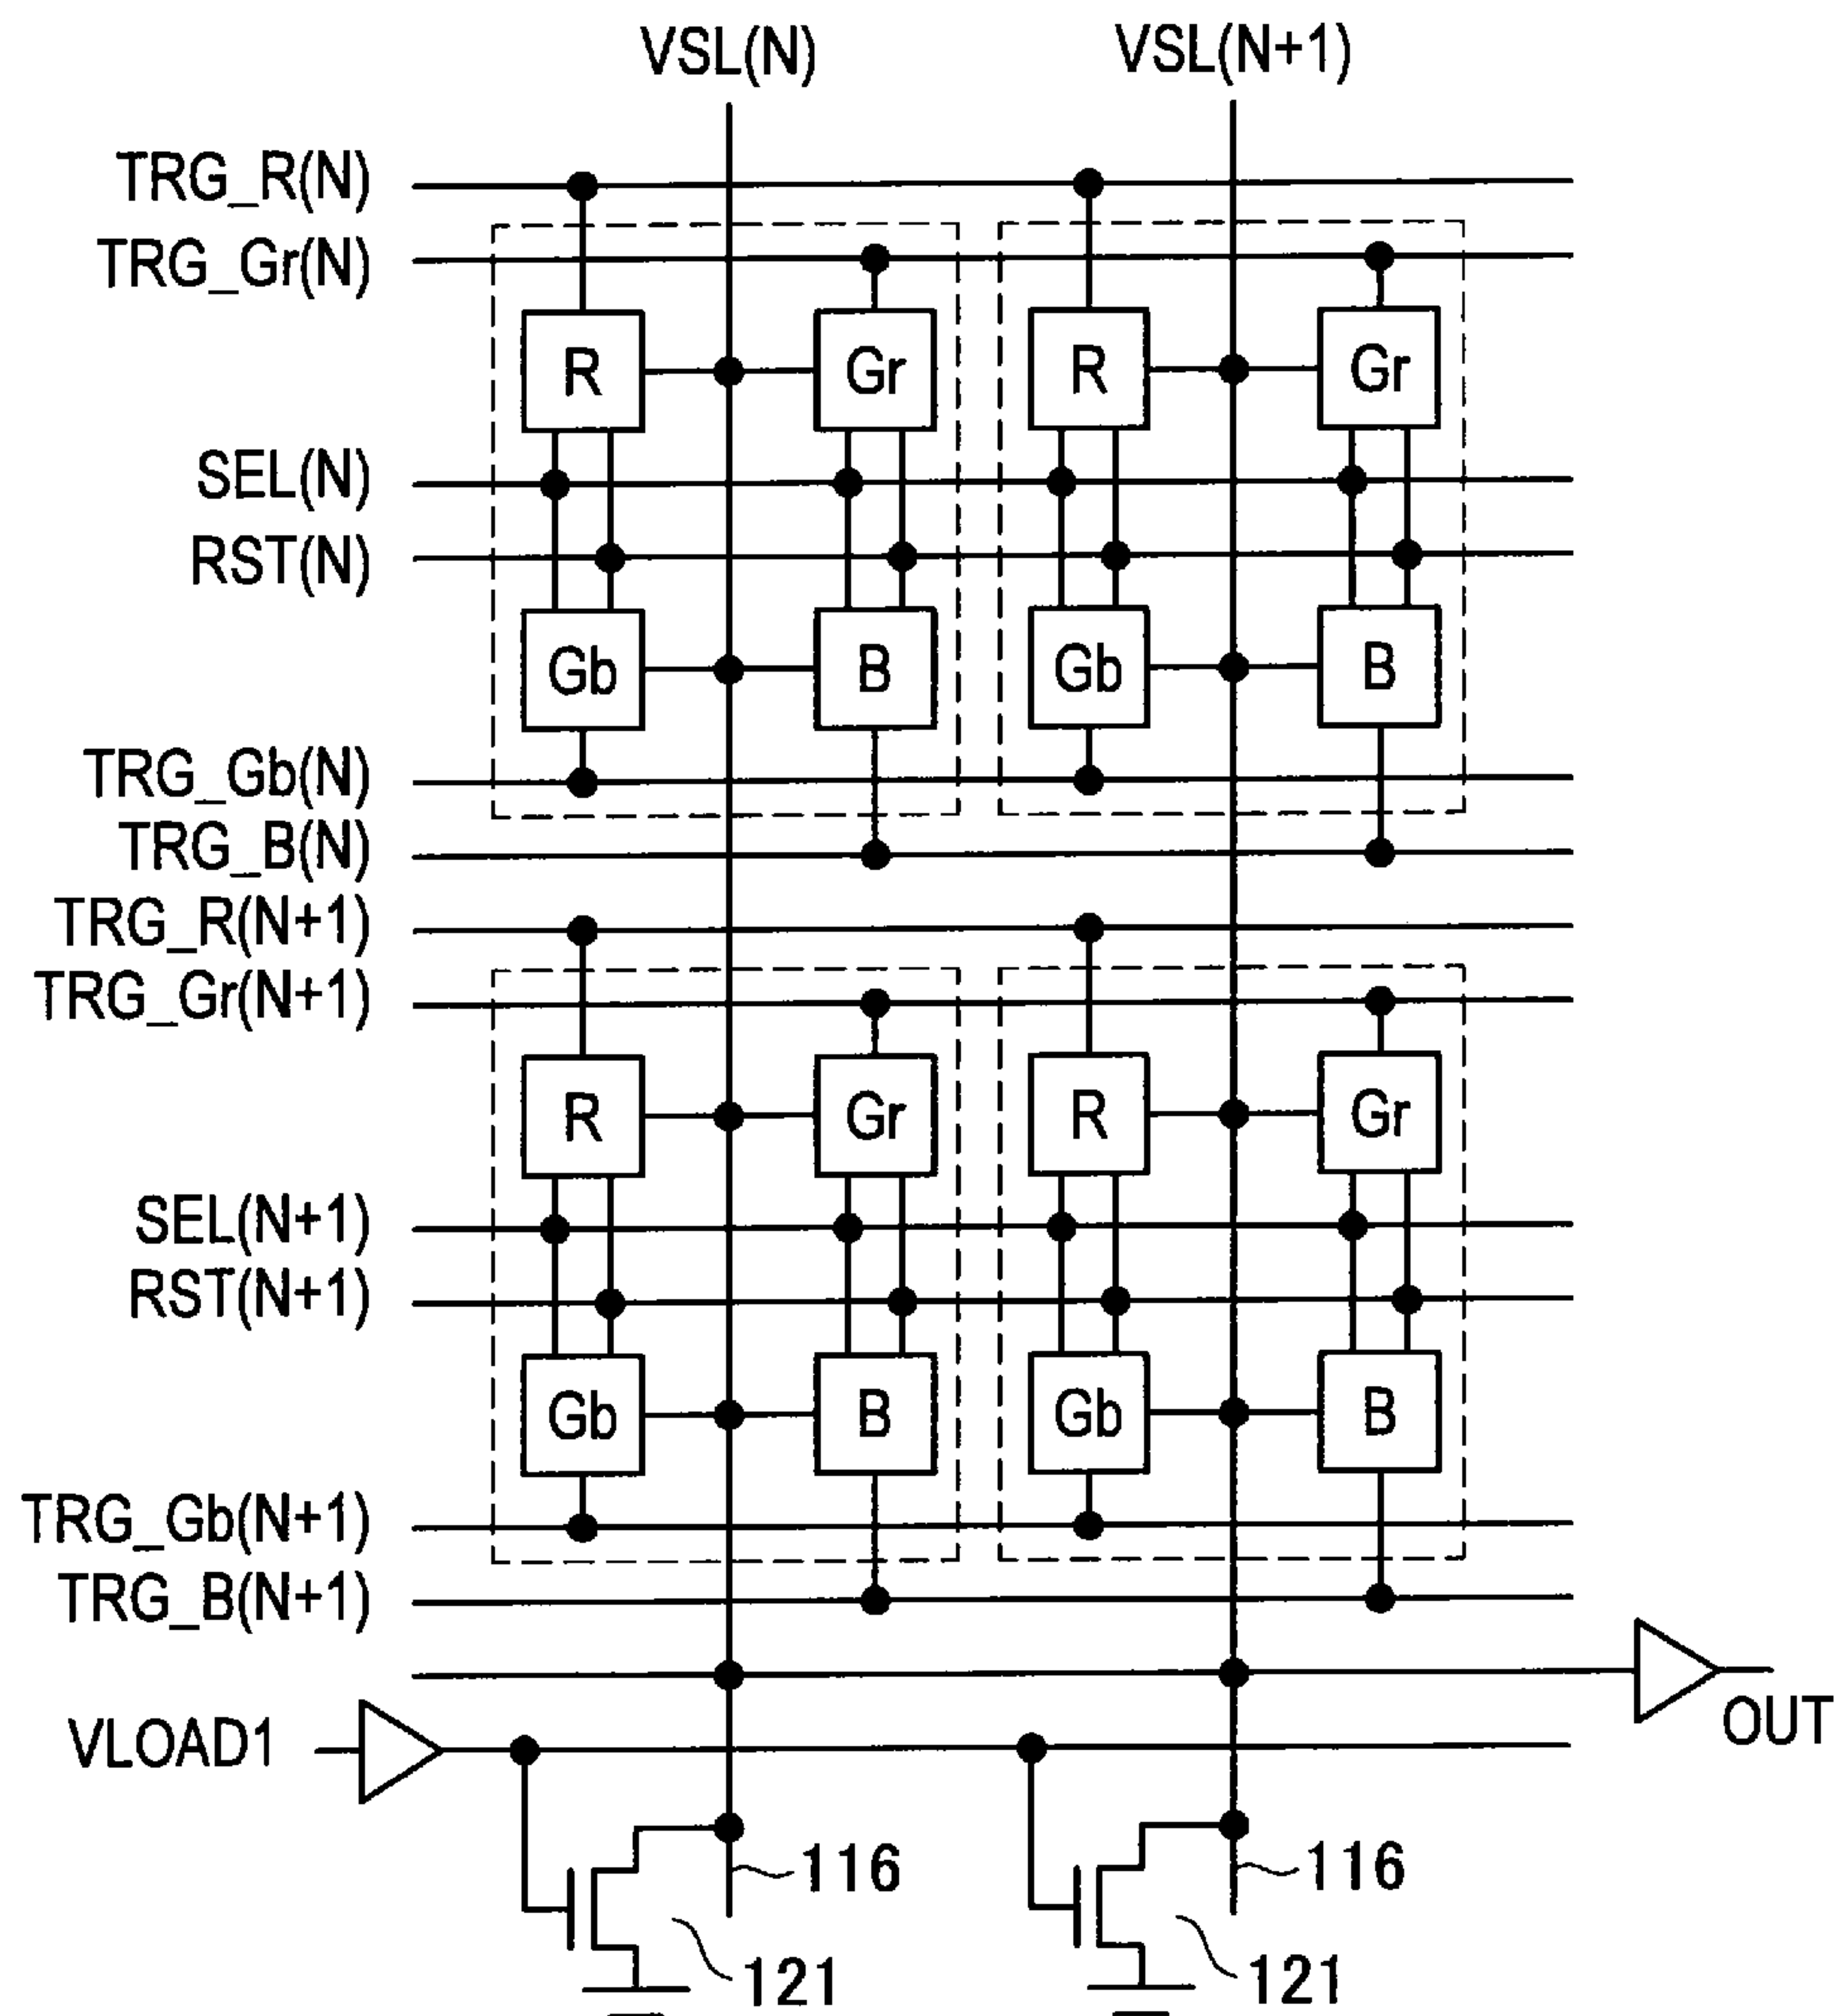 VSL(N) VSL(N+1)
TRG_R(N)
TRG_Gr(N)
R Gr R Gr
SEL(N)
RST(N)
Gb B Gb B
TRG_Gb(N)
TRG_B(N)
TRG_R(N+1)
TRG_Gr(N+1)
R Gr R Gr
SEL(N+1)
RST(N+1)
Gb B Gb B
TRG_Gb(N+1)
TRG_B(N+1)
OUT
VLOAD1
116 116
121 121